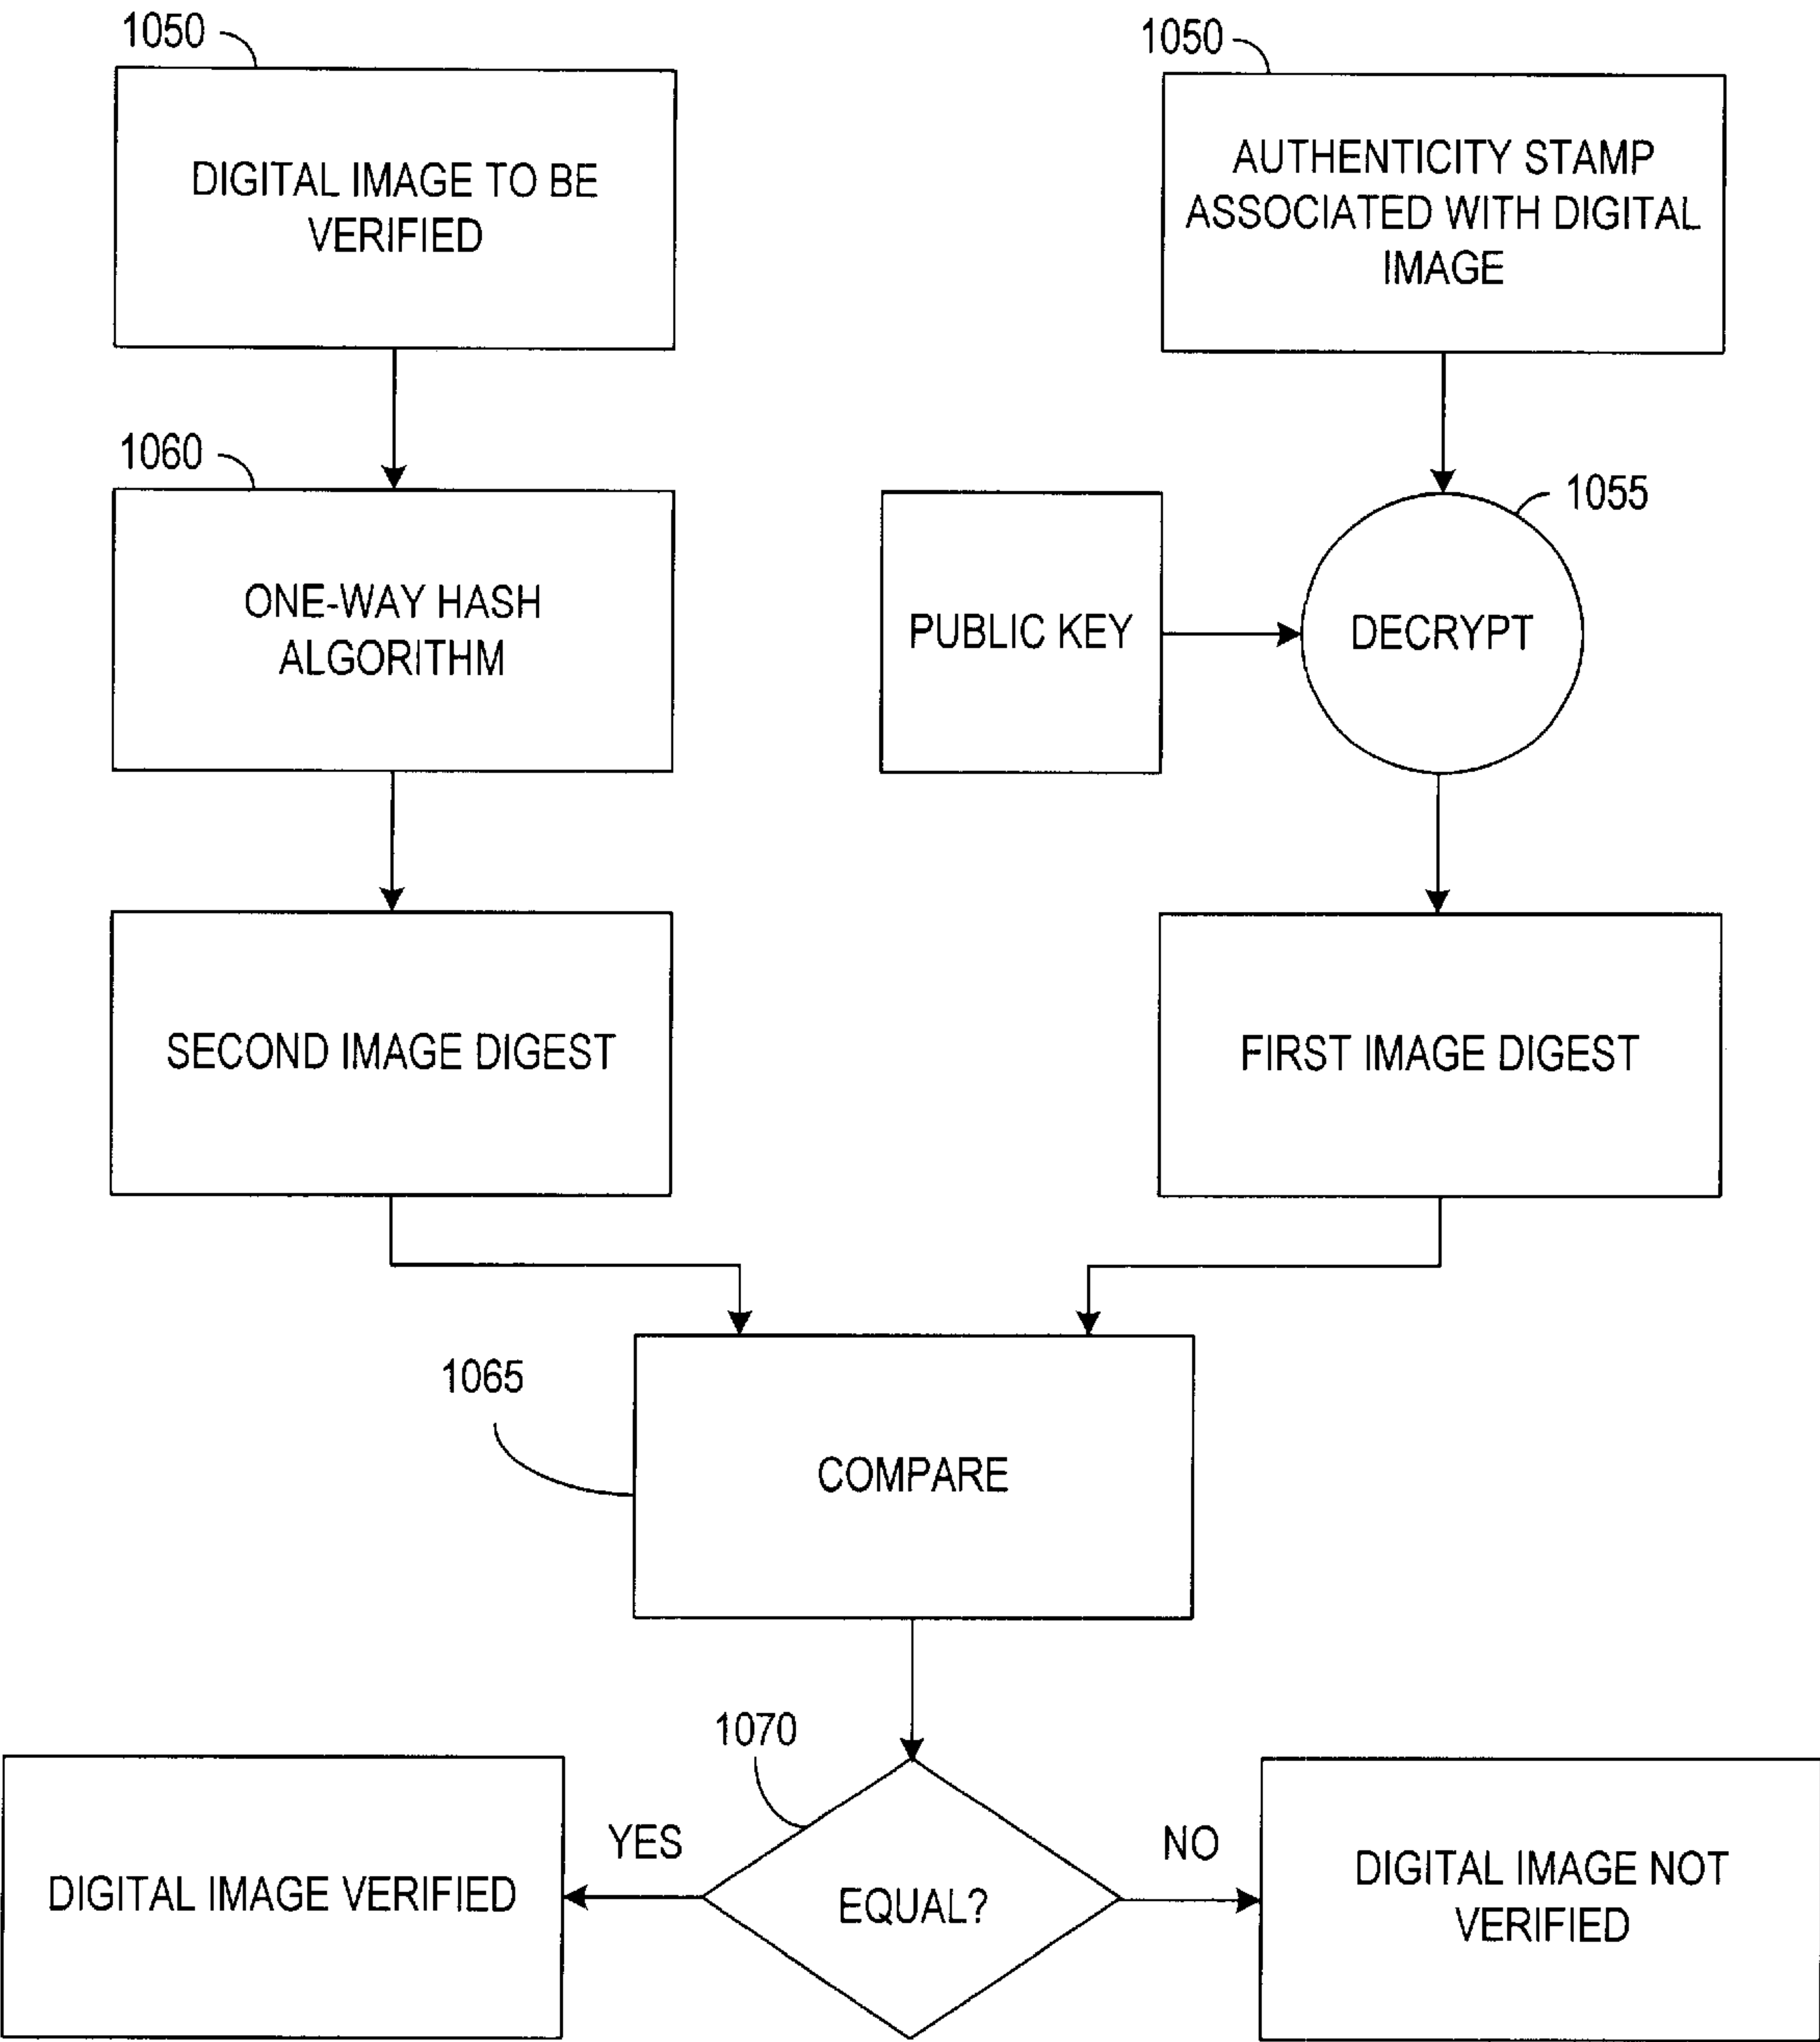 1050
DIGITAL IMAGE TO BE
VERIFIED
1050
AUTHENTICITY STAMP
ASSOCIATED WITH DIGITAL
IMAGE
1060
ONE-WAY HASH
ALGORITHM
PUBLIC KEY
1055
DECRYPT
SECOND IMAGE DIGEST
FIRST IMAGE DIGEST
1065
COMPARE
1070
YES
NO
DIGITAL IMAGE VERIFIED
EQUAL?
DIGITAL IMAGE NOT
VERIFIED